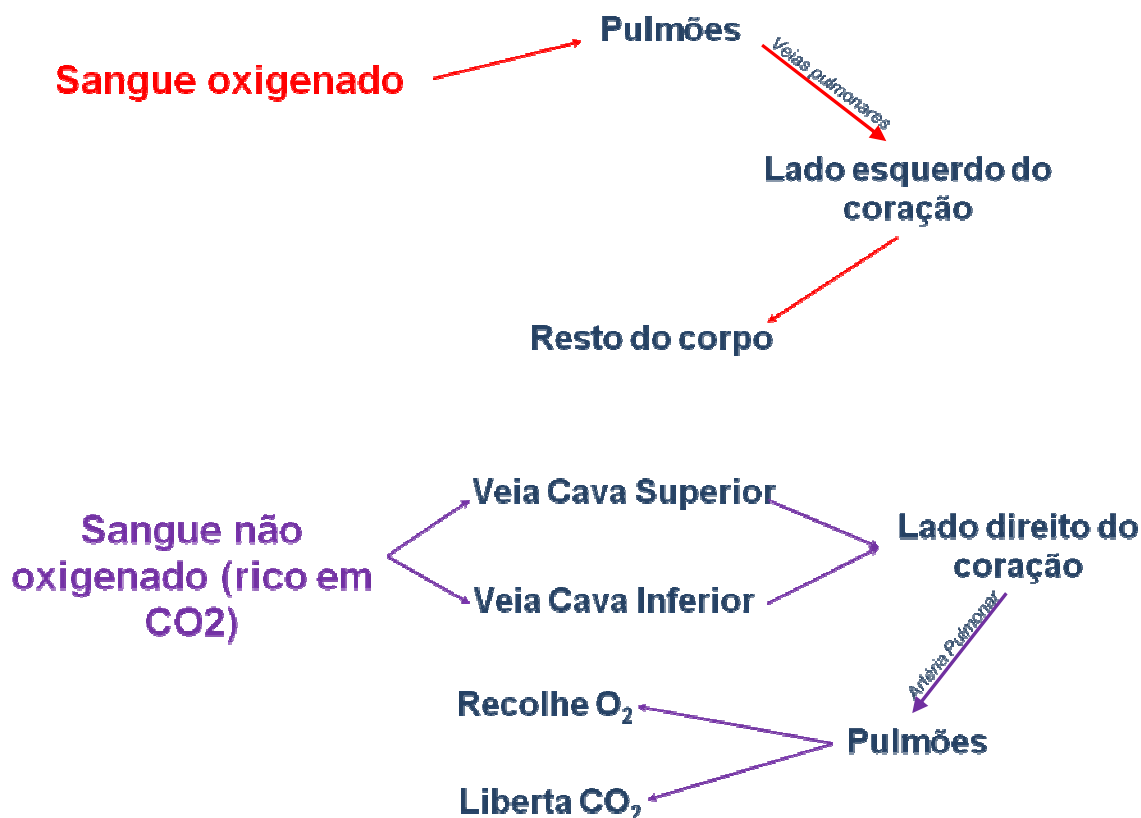 Pulmões
Sangue oxigenado
Veias pulmonares
Lado esquerdo do
coração
Resto do corpo
Veia Cava Superior
Sangue não
oxigenado (rico em
CO2)
Lado direito do
coração
Veia Cava Inferior
Artéria Pulmonar
Recolhe O₂
Pulmões
Liberta CO₂